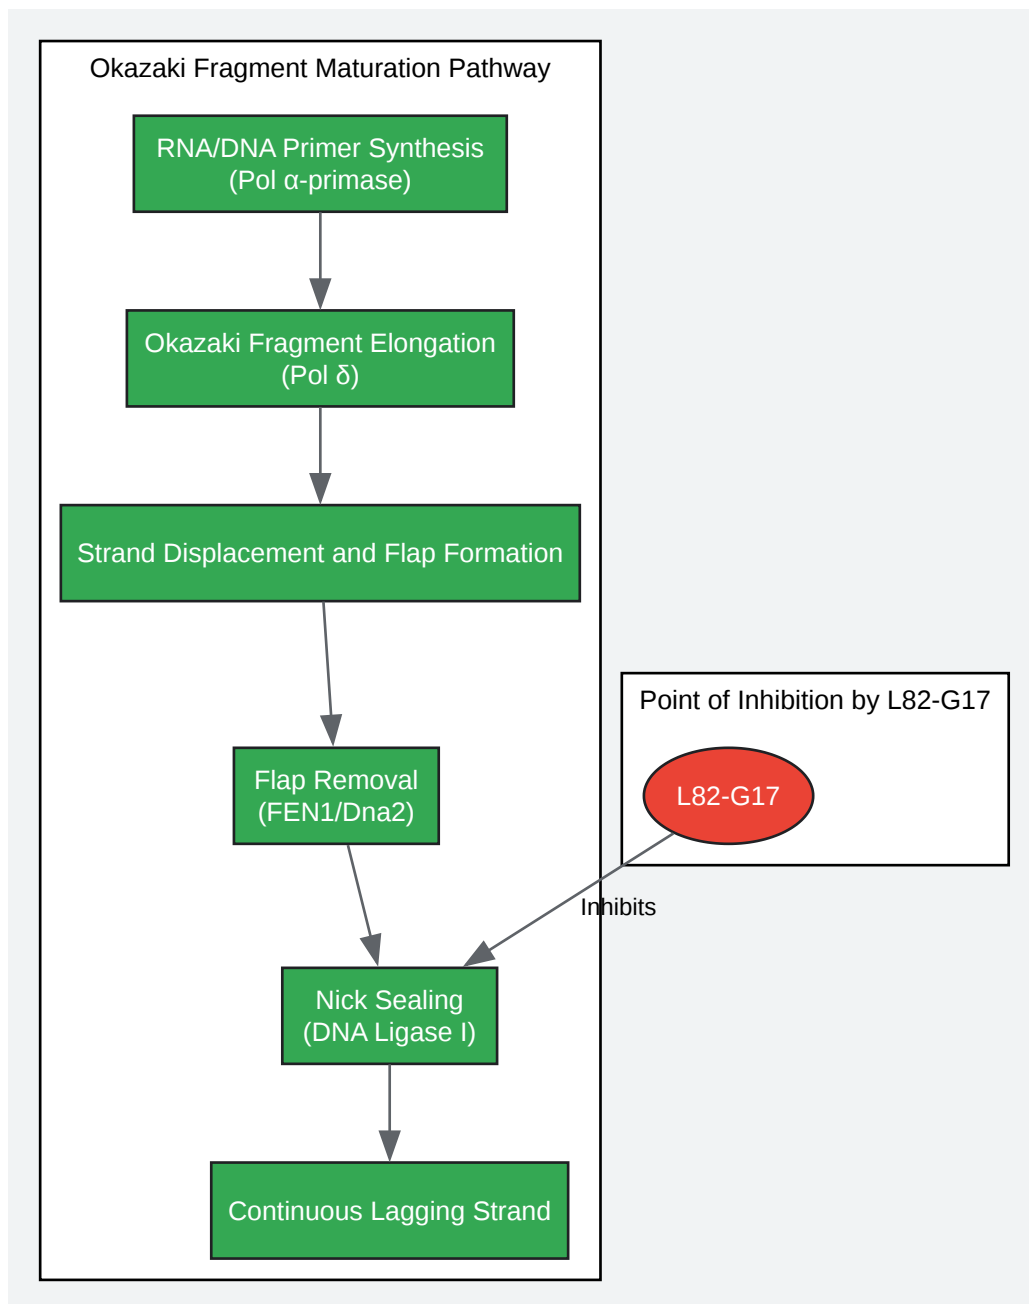 Okazaki Fragment Maturation Pathway
RNA/DNA Primer Synthesis
(Pol α-primase)
Okazaki Fragment Elongation
(Pol δ)
Strand Displacement and Flap Formation
Point of Inhibition by L82-G17
L82-G17
Flap Removal
(FEN1/Dna2)
Inhibits
Nick Sealing
(DNA Ligase I)
Continuous Lagging Strand